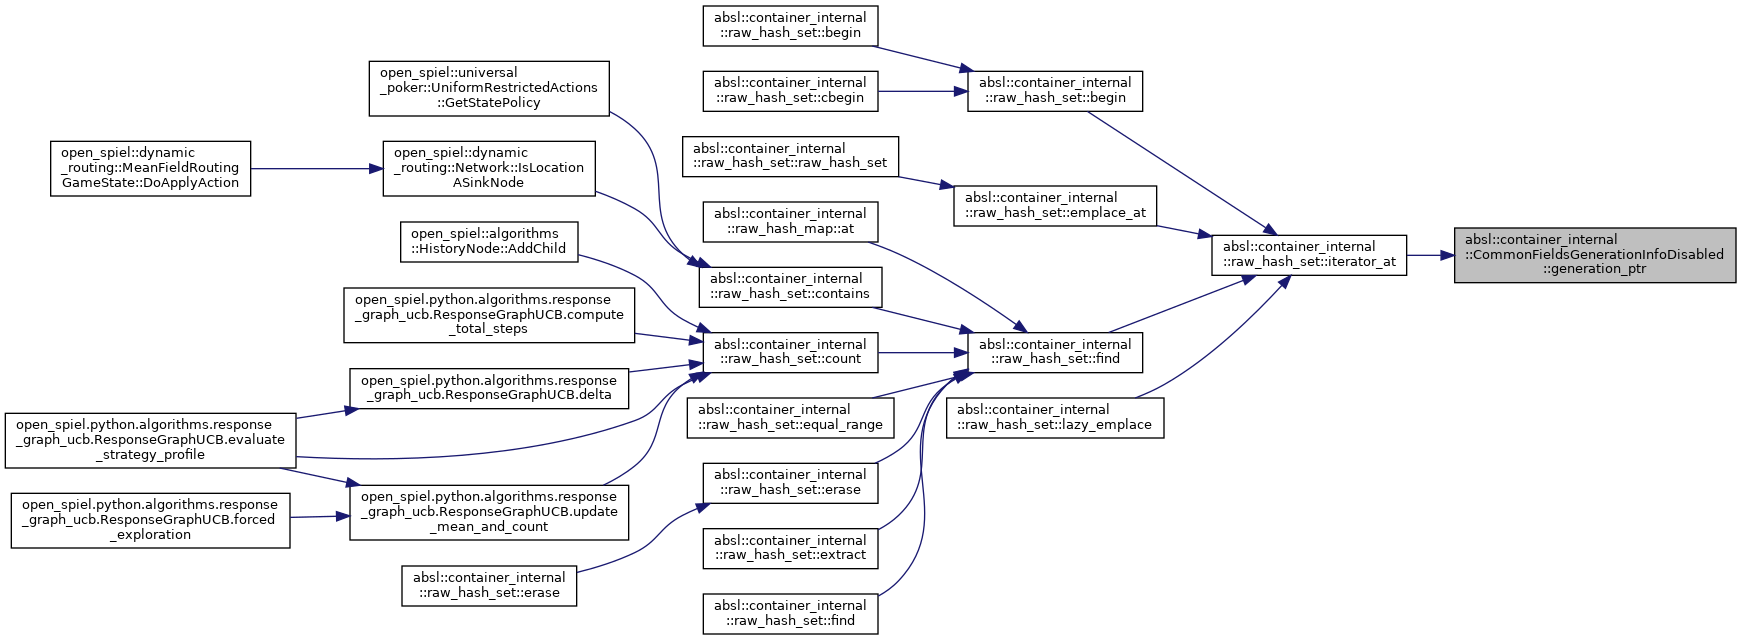 absl::container_internal
::raw_hash_set::begin
open_spiel::universal
_poker::UniformRestrictedActions
::GetStatePolicy
absl::container_internal
::raw_hash_set::cbegin
absl::container_internal
::raw_hash_set::begin
open_spiel::dynamic
_routing::MeanFieldRouting
GameState::DoApplyAction
open_spiel::dynamic
_routing::Network::IsLocation
ASinkNode
absl::container_internal
::raw_hash_set::raw_hash_set
absl::container_internal
::raw_hash_set::emplace_at
absl::container_internal
::raw_hash_map::at
open_spiel::algorithms
::HistoryNode::AddChild
absl::container_internal
::raw_hash_set::iterator_at
absl::container_internal
::CommonFieldsGenerationInfoDisabled
::generation_ptr
absl::container_internal
::raw_hash_set::contains
open_spiel.python.algorithms.response
_graph_ucb.ResponseGraphUCB.compute
_total_steps
absl::container_internal
::raw_hash_set::count
absl::container_internal
::raw_hash_set::find
open_spiel.python.algorithms.response
_graph_ucb.ResponseGraphUCB.delta
absl::container_internal
::raw_hash_set::equal_range
absl::container_internal
::raw_hash_set::lazy_emplace
open_spiel.python.algorithms.response
_graph_ucb.ResponseGraphUCB.evaluate
_strategy_profile
absl::container_internal
::raw_hash_set::erase
open_spiel.python.algorithms.response
_graph_ucb.ResponseGraphUCB.forced
_exploration
open_spiel.python.algorithms.response
_graph_ucb.ResponseGraphUCB.update
_mean_and_count
absl::container_internal
::raw_hash_set::extract
absl::container_internal
::raw_hash_set::erase
absl::container_internal
::raw_hash_set::find